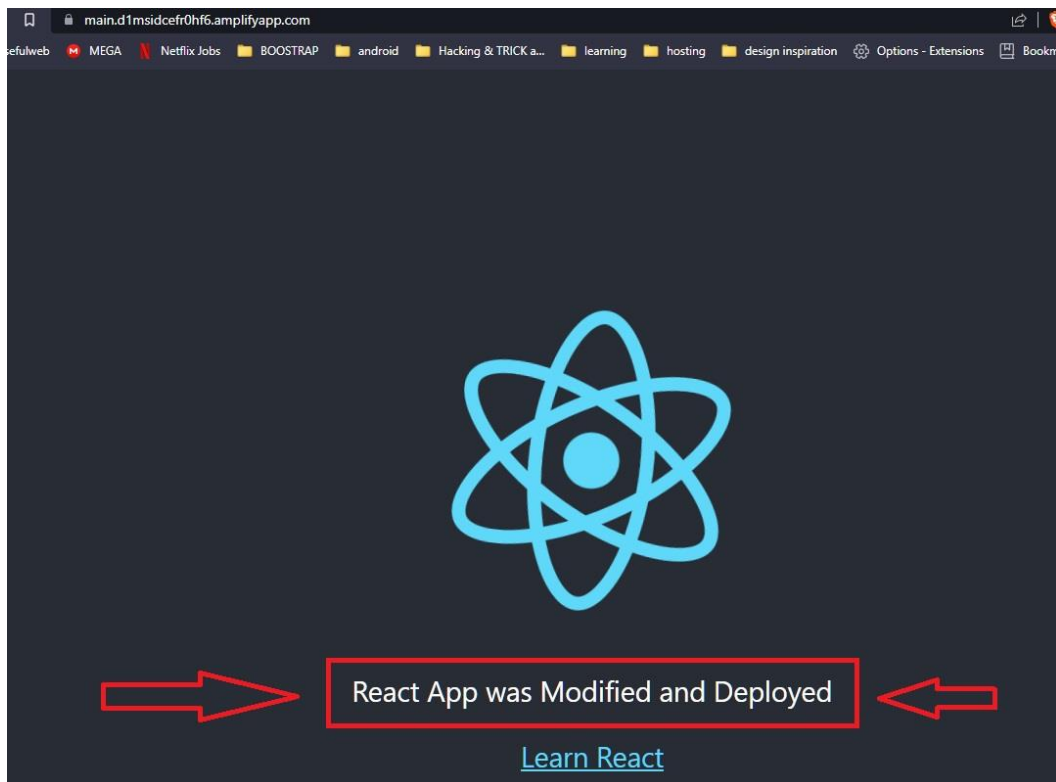 main.d1msidcefr0hf6.amplifyapp.com
sefulweb MEGA Netflix Jobs BOOSTRAP android Hacking & TRICK a... learning hosting design inspiration Options - Extensions Bookm
React App was Modified and Deployed
Learn React